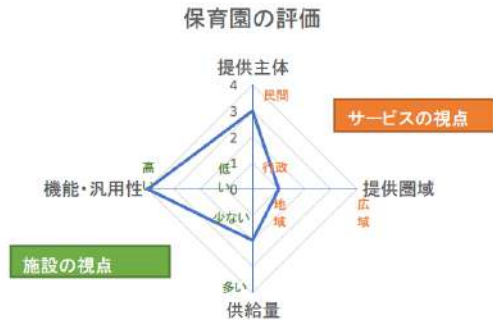 保育園の評価
提供主体
4
民間
3
サービスの視点
2
1
高い
低い
行政
機能・汎用性
0
提供圏域
少ない
地域
広域
施設の視点
多い
供給量